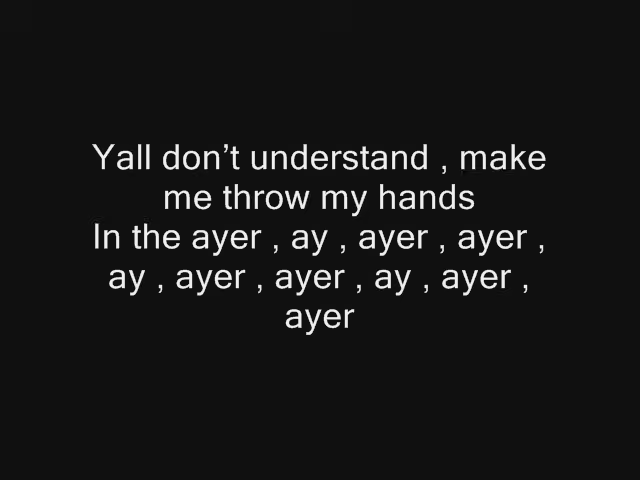 Yall don’t understand , make
me throw my hands
In the ayer , ay , ayer , ayer ,
ay , ayer , ayer , ay , ayer ,
ayer